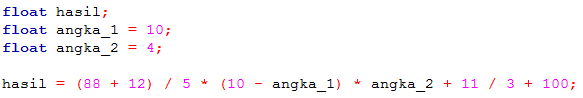 float hasil;
float angka_1 = 10;
float angka_2 = 4;
hasil = (88 + 12) / 5 * (10 - angka_1) * angka_2 + 11 / 3 + 100;